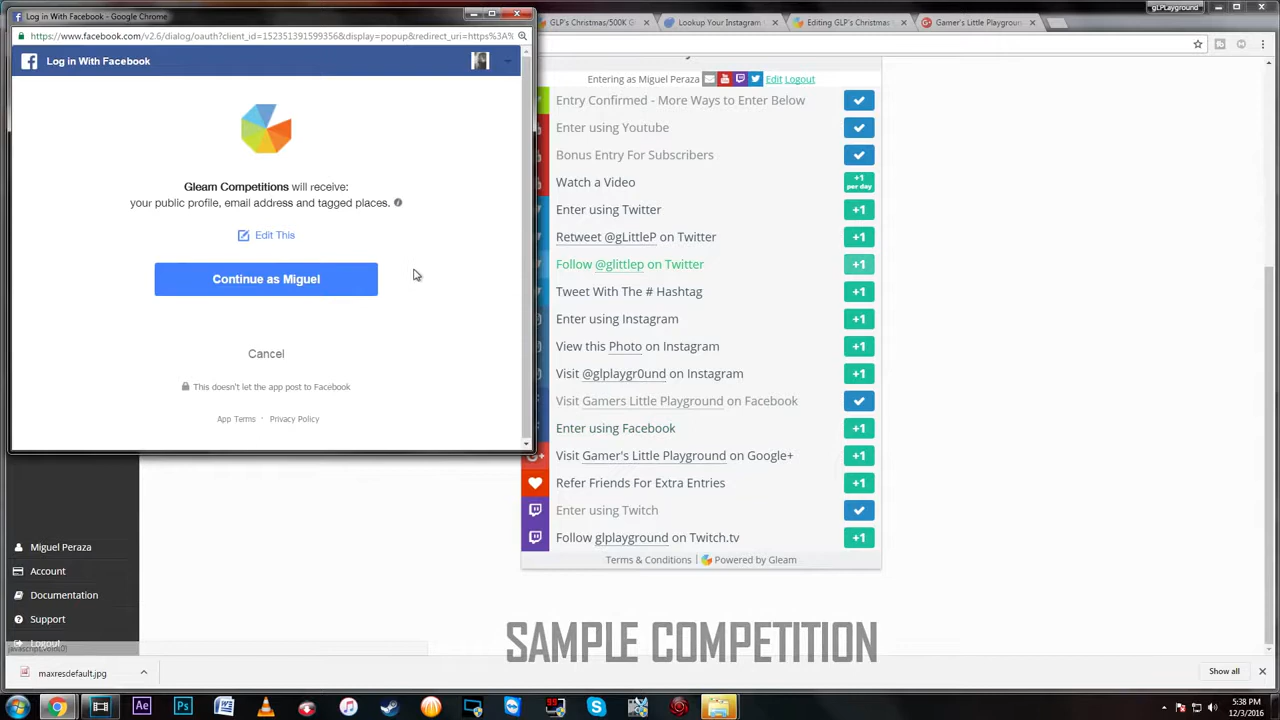 Log in With Facebook - Google Chrome
https://www.facebook.com/v2.6/dialog/oauth?client_id=152351391599356&display=popup&redirect_uri=https%3A%
Log in With Facebook
Gleam Competitions will receive:
your public profile, email address and tagged places.
Edit This
Continue as Miguel
Cancel
This doesn't let the app post to Facebook
App Terms · Privacy Policy
GLP's Christmas/500K G
Lookup Your Instagram
Editing GLP's Christmas
Gamer's Little Playgroun
gLPlayground
Entering as Miguel Peraza Edit Logout
Entry Confirmed - More Ways to Enter Below
Enter using Youtube
Bonus Entry For Subscribers
Watch a Video +1 per day
Enter using Twitter +1
Retweet @gLittleP on Twitter +1
Follow @glittlep on Twitter +1
Tweet With The # Hashtag +1
Enter using Instagram +1
View this Photo on Instagram +1
Visit @glplaygr0und on Instagram +1
Visit Gamers Little Playground on Facebook
Enter using Facebook +1
Visit Gamer's Little Playground on Google+ +1
Refer Friends For Extra Entries +1
Enter using Twitch
Follow glplayground on Twitch.tv +1
Terms & Conditions | Powered by Gleam
Miguel Peraza
Account
Documentation
Support
Logout
javascript:void(0)
SAMPLE COMPETITION
maxresdefault.jpg
Show all
5:38 PM
12/3/2016